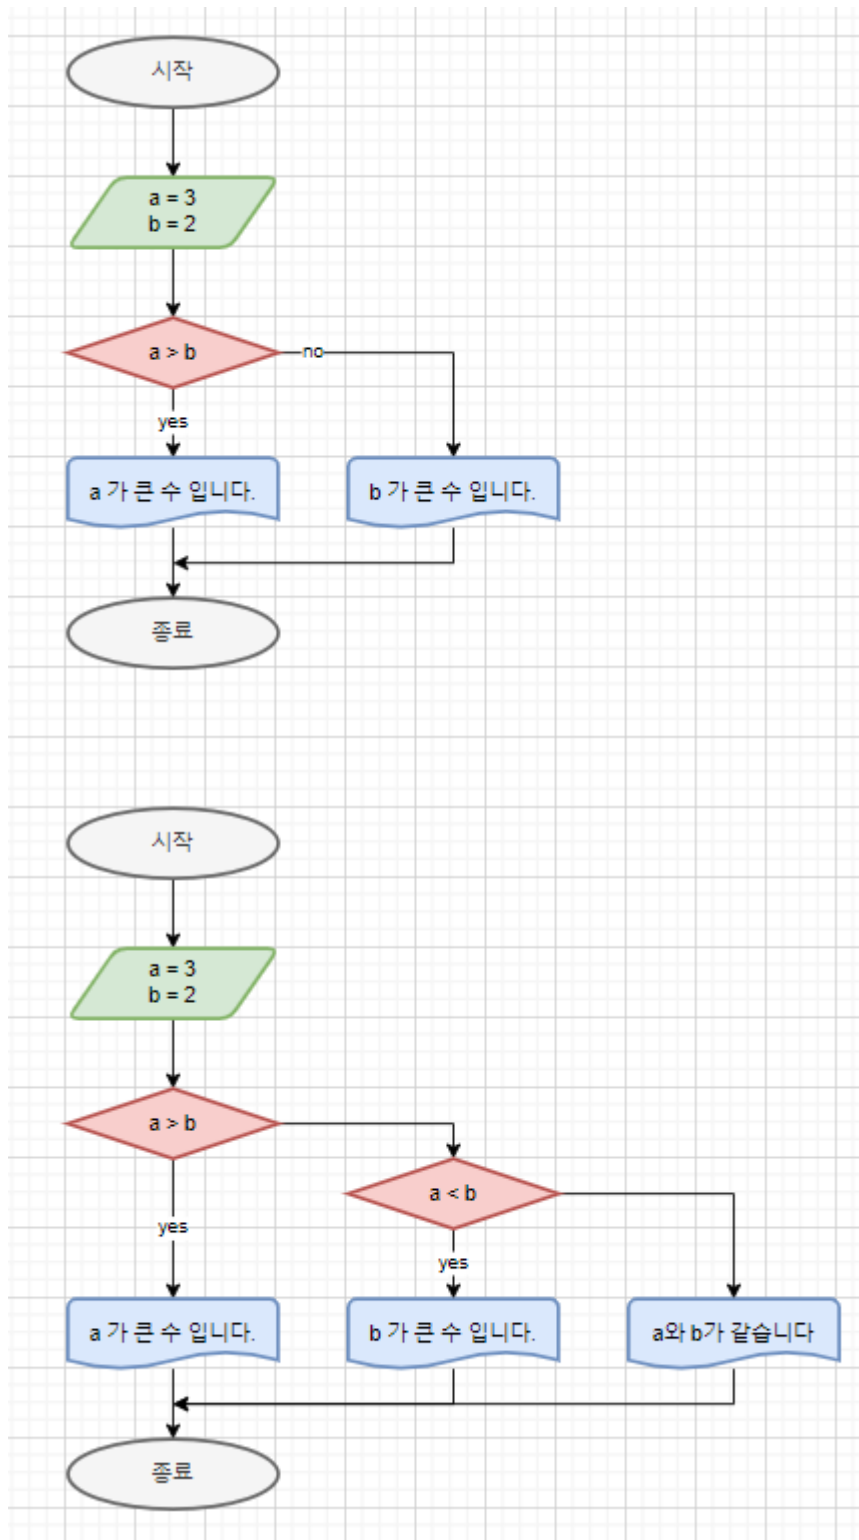 시작
a = 3
b = 2
a > b
no
yes
a 가 큰 수 입니다.
b 가 큰 수 입니다.
종료
시작
a = 3
b = 2
a > b
a < b
yes
yes
a 가 큰 수 입니다.
b 가 큰 수 입니다.
a와 b가 같습니다
종료